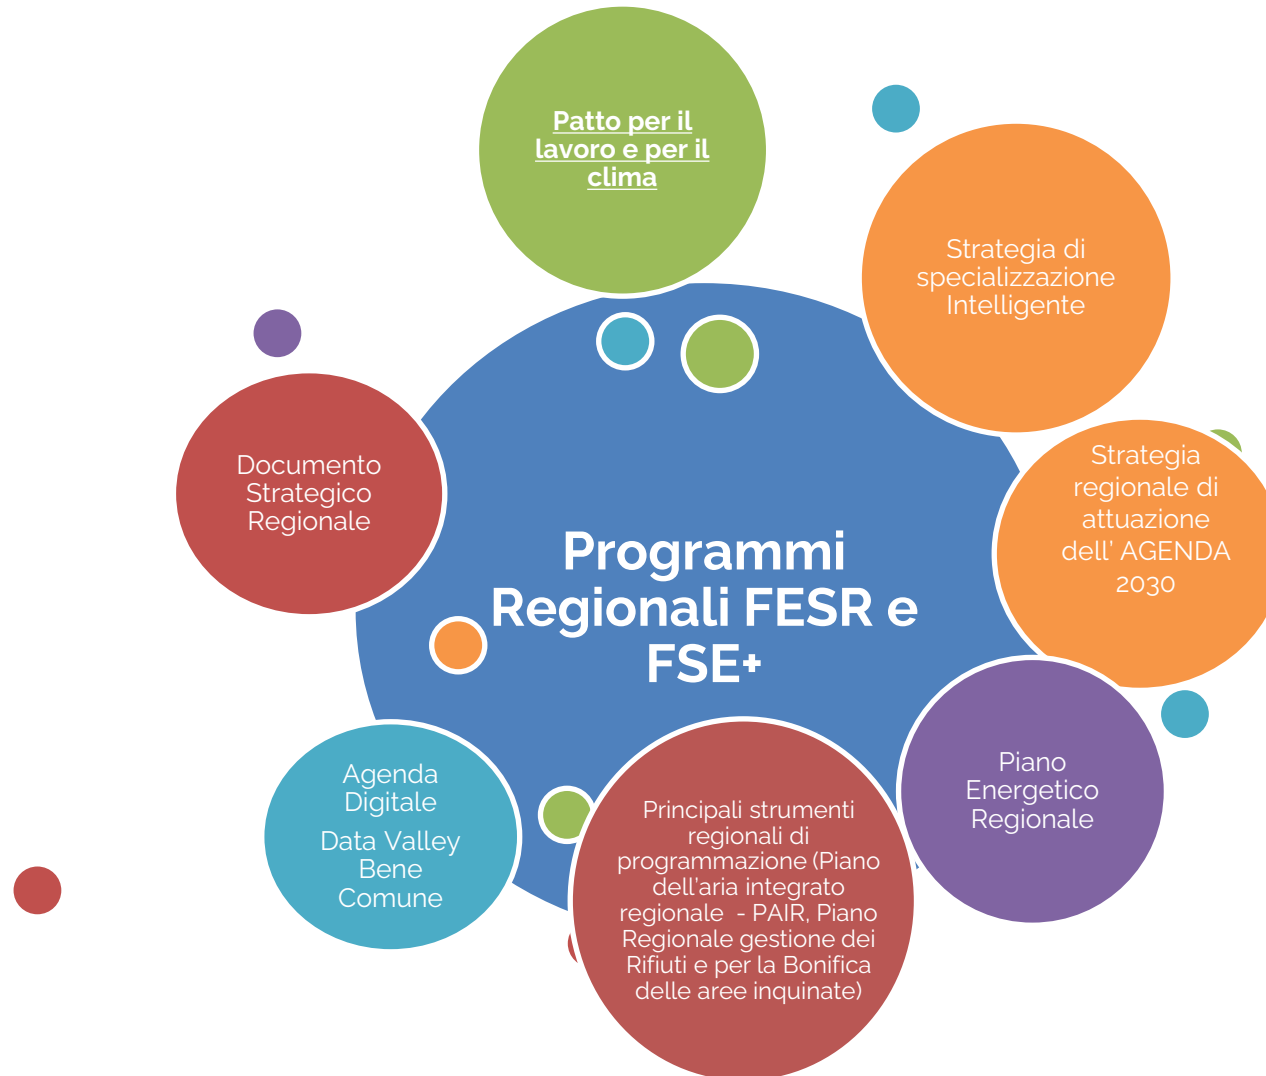 Patto per il
lavoro e per il
clima
Strategia di
specializzazione
Intelligente
Strategia
regionale di
attuazione
dell’ AGENDA
2030
Documento
Strategico
Regionale
Programmi
Regionali FESR e
FSE+
Piano
Energetico
Regionale
Agenda
Digitale
Data Valley
Bene
Comune
Principali strumenti
regionali di
programmazione (Piano
dell’aria integrato
regionale - PAIR, Piano
Regionale gestione dei
Rifiuti e per la Bonifica
delle aree inquinate)